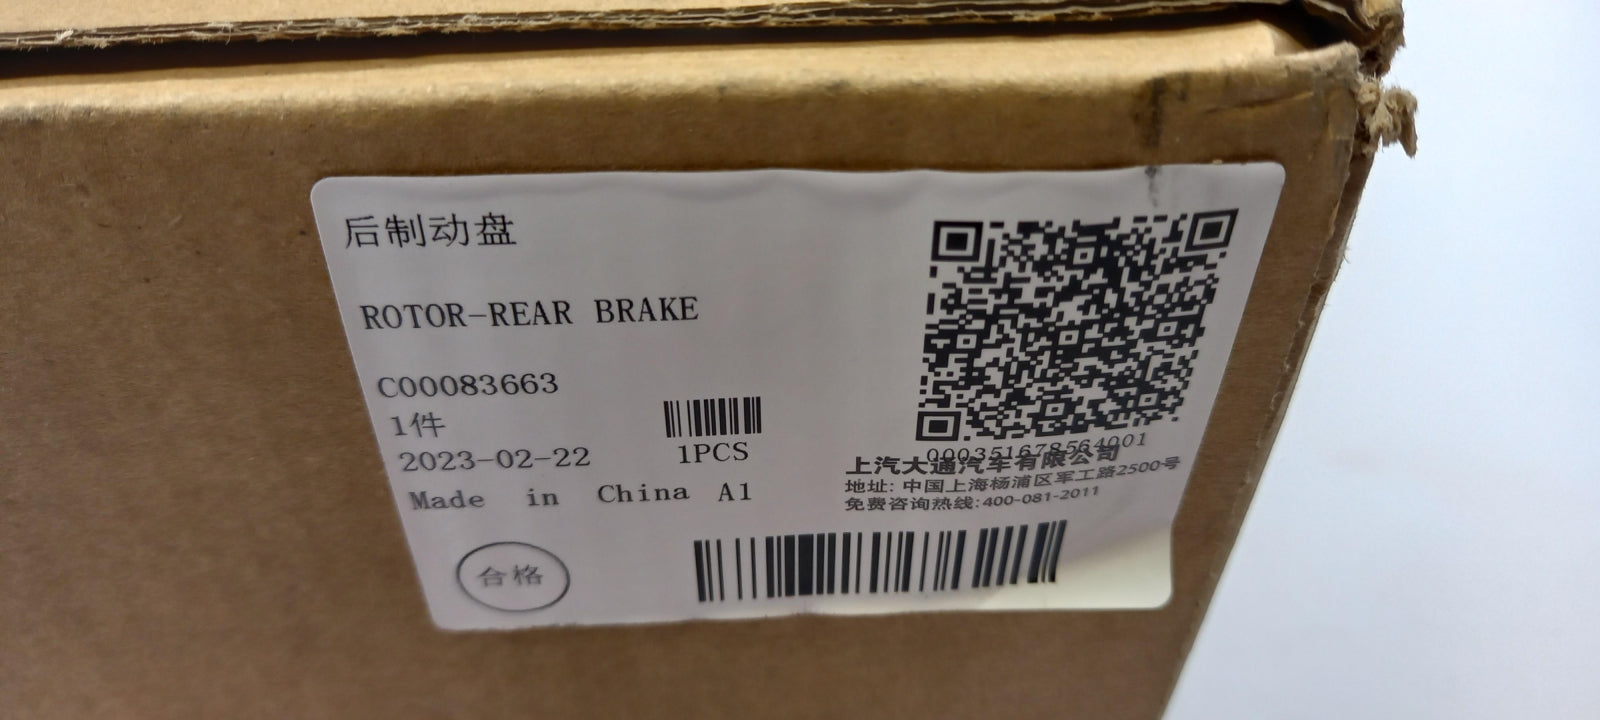 后制动盘
ROTOR-REAR BRAKE
C00083663
1件
2023-02-22
1PCS
Made in China A1
合格
000351678564001
上汽大通汽车有限公司
地址: 中国上海杨浦区军工路2500号
免费咨询热线:400-081-2011